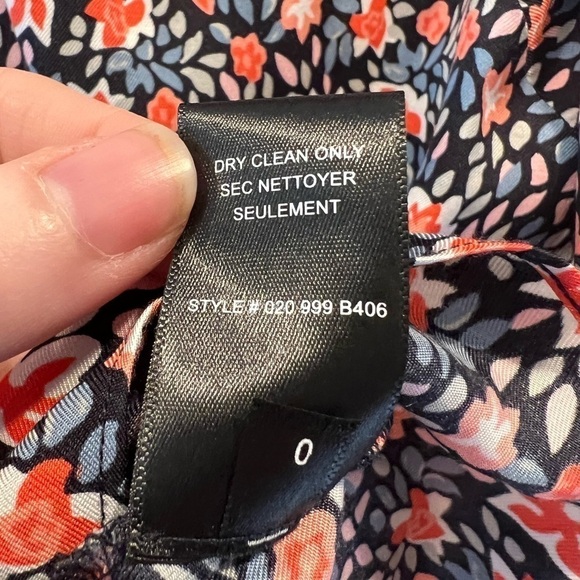 DRY CLEAN ONLY
SEC NETTOYER
SEULEMENT
STYLE # 020 999 B406
0